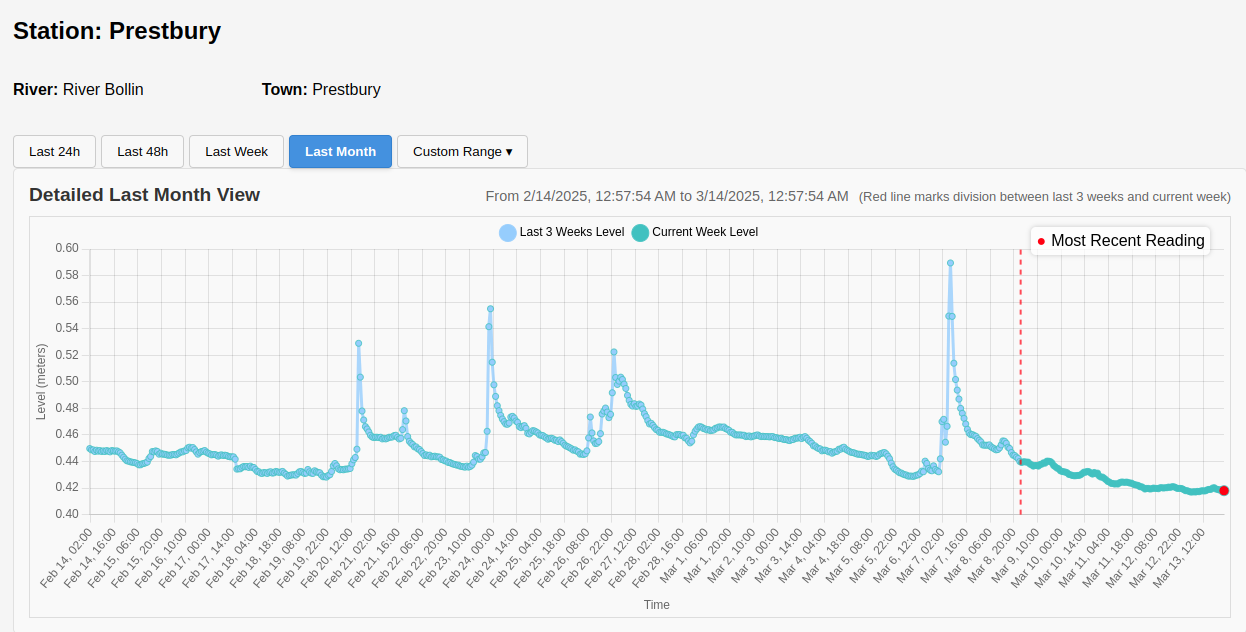 Station: Prestbury
River: River Bollin Town: Prestbury
Last 24h Last 48h Last Week Last Month Custom Range ▾
Detailed Last Month View From 2/14/2025, 12:57:54 AM to 3/14/2025, 12:57:54 AM (Red line marks division between last 3 weeks and current week)
Last 3 Weeks Level Current Week Level
Most Recent Reading
Level (meters)
0.60
0.58
0.56
0.54
0.52
0.50
0.48
0.46
0.44
0.42
0.40
Feb 14, 02:00
Feb 14, 16:00
Feb 15, 06:00
Feb 15, 20:00
Feb 16, 10:00
Feb 17, 00:00
Feb 17, 14:00
Feb 18, 04:00
Feb 18, 18:00
Feb 19, 08:00
Feb 19, 22:00
Feb 20, 12:00
Feb 21, 02:00
Feb 21, 16:00
Feb 22, 06:00
Feb 22, 20:00
Feb 23, 10:00
Feb 24, 00:00
Feb 24, 14:00
Feb 25, 04:00
Feb 25, 18:00
Feb 26, 08:00
Feb 26, 22:00
Feb 27, 12:00
Feb 28, 02:00
Feb 28, 16:00
Mar 1, 06:00
Mar 1, 20:00
Mar 2, 10:00
Mar 3, 00:00
Mar 3, 14:00
Mar 4, 04:00
Mar 4, 18:00
Mar 5, 08:00
Mar 5, 22:00
Mar 6, 12:00
Mar 7, 02:00
Mar 7, 16:00
Mar 8, 06:00
Mar 8, 20:00
Mar 9, 10:00
Mar 10, 00:00
Mar 10, 14:00
Mar 11, 04:00
Mar 11, 18:00
Mar 12, 08:00
Mar 12, 22:00
Mar 13, 12:00
Time